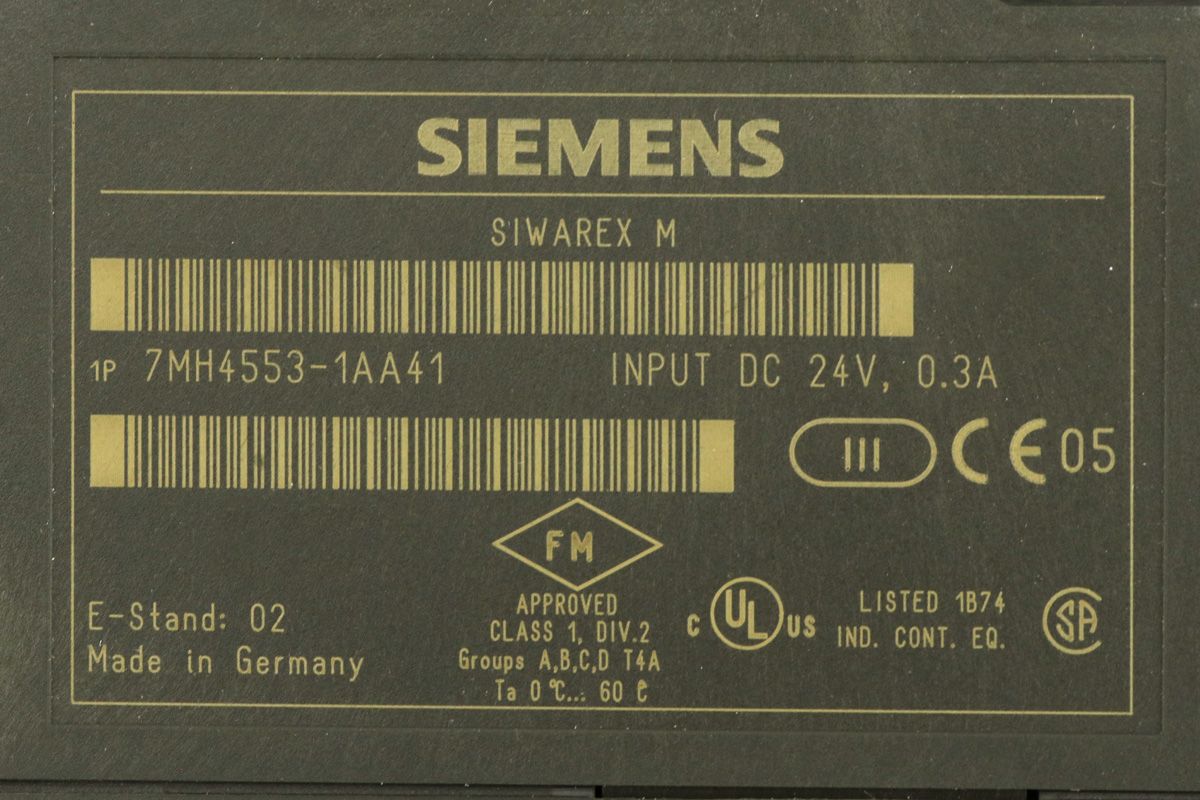 SIEMENS
SIWAREX M
1P 7MH4553-1AA41 INPUT DC 24V, 0.3A
III CE 05
FM
APPROVED
CLASS 1, DIV.2
Groups A,B,C,D T4A
Ta 0°C... 60 °C
E-Stand: 02
Made in Germany
C UL US
LISTED 1B74
IND. CONT. EQ.
SA